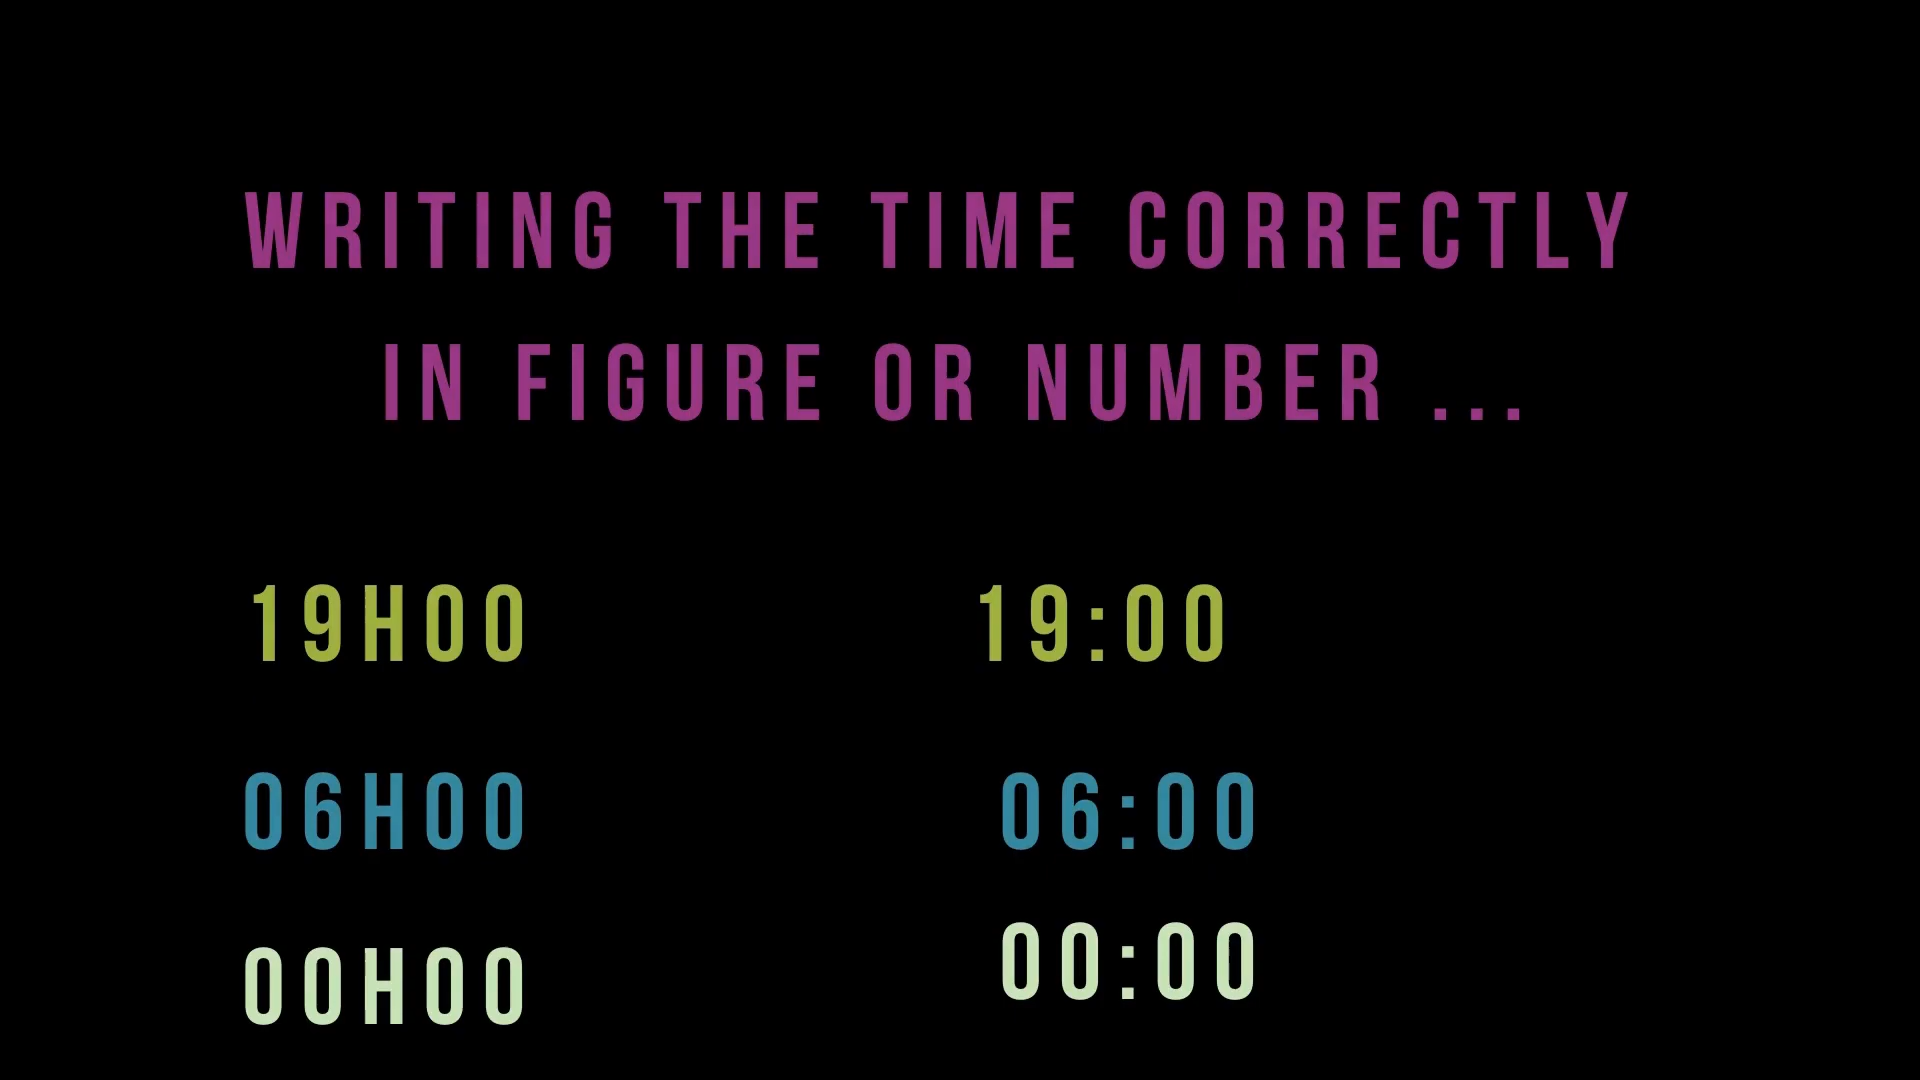 WRITING THE TIME CORRECTLY
IN FIGURE OR NUMBER ...
19H00 19:00
06H00 06:00
00H00 00:00